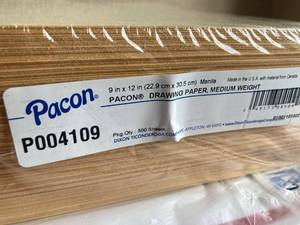 9 in x 12 in (22.9 cm x 30.5 cm) Manila
Made in the U.S.A. with material from Canada
Pacon®
PACON® DRAWING PAPER, MEDIUM WEIGHT
P004109
Pkg Qty : 500 Sheets
DIXON TICONDEROGA COMPANY, APPLETON, WI